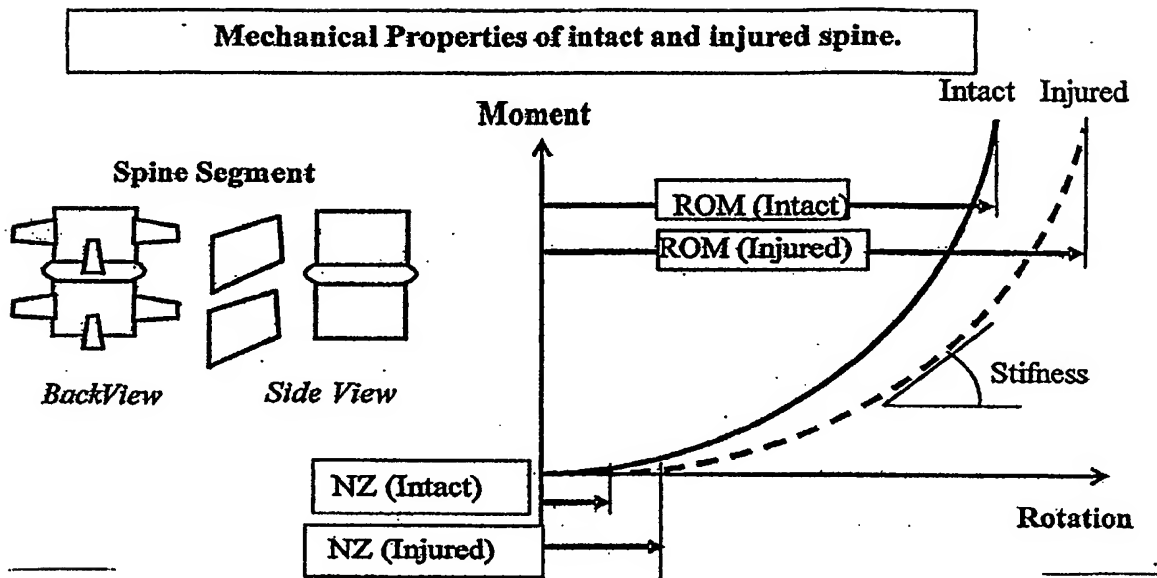 Mechanical Properties of intact and injured spine.
Intact Injured
Moment
Spine Segment
ROM (Intact)
ROM (Injured)
Stifness
BackView Side View
NZ (Intact)
Rotation
NZ (Injured)